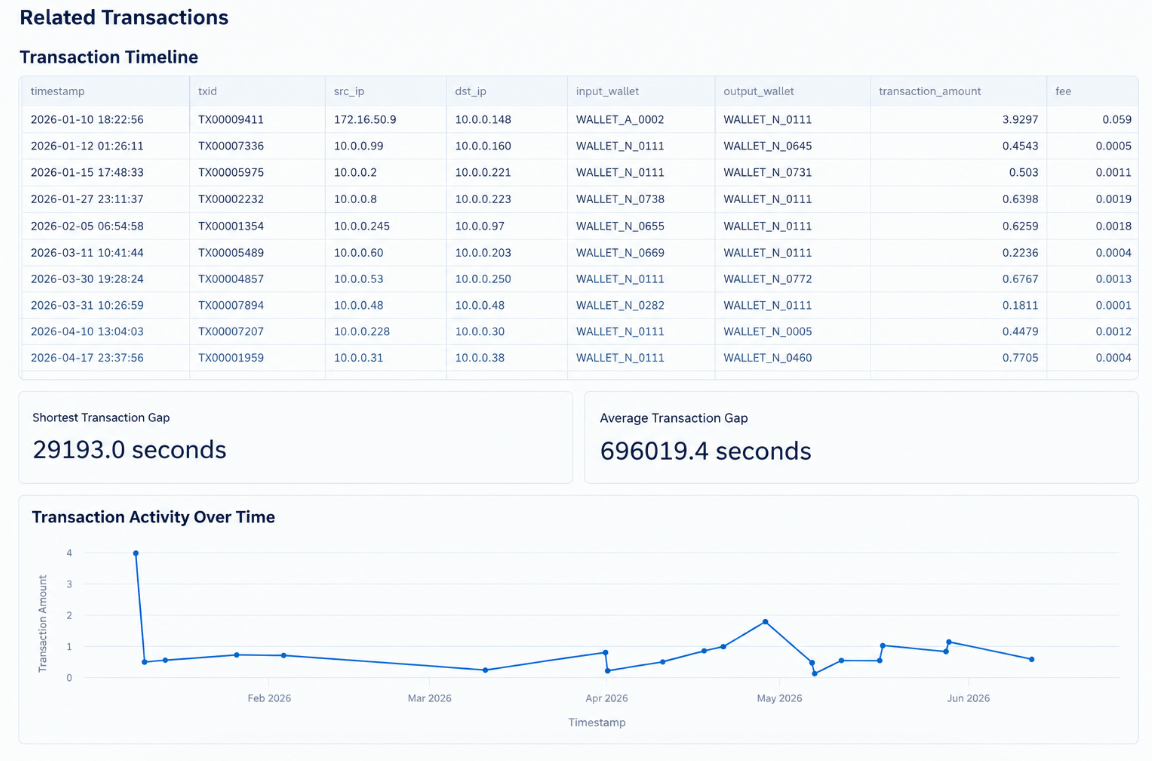 Related Transactions
Transaction Timeline
timestamp txid src_ip dst_ip input_wallet output_wallet transaction_amount fee
2026-01-10 18:22:56 TX00009411 172.16.50.9 10.0.0.148 WALLET_A_0002 WALLET_N_0111 3.9297 0.059
2026-01-12 01:26:11 TX00007336 10.0.0.99 10.0.0.160 WALLET_N_0111 WALLET_N_0645 0.4543 0.0005
2026-01-15 17:48:33 TX00005975 10.0.0.2 10.0.0.221 WALLET_N_0111 WALLET_N_0731 0.503 0.0011
2026-01-27 23:11:37 TX00002232 10.0.0.8 10.0.0.223 WALLET_N_0738 WALLET_N_0111 0.6398 0.0019
2026-02-05 06:54:58 TX00001354 10.0.0.245 10.0.0.97 WALLET_N_0655 WALLET_N_0111 0.6259 0.0018
2026-03-11 10:41:44 TX00005489 10.0.0.60 10.0.0.203 WALLET_N_0669 WALLET_N_0111 0.2236 0.0004
2026-03-30 19:28:24 TX00004857 10.0.0.53 10.0.0.250 WALLET_N_0111 WALLET_N_0772 0.6767 0.0013
2026-03-31 10:26:59 TX00007894 10.0.0.48 10.0.0.48 WALLET_N_0282 WALLET_N_0111 0.1811 0.0001
2026-04-10 13:04:03 TX00007207 10.0.0.228 10.0.0.30 WALLET_N_0111 WALLET_N_0005 0.4479 0.0012
2026-04-17 23:37:56 TX00001959 10.0.0.31 10.0.0.38 WALLET_N_0111 WALLET_N_0460 0.7705 0.0004
Shortest Transaction Gap
29193.0 seconds
Average Transaction Gap
696019.4 seconds
Transaction Activity Over Time
Transaction Amount
4
3
2
1
0
Feb 2026 Mar 2026 Apr 2026 May 2026 Jun 2026
Timestamp